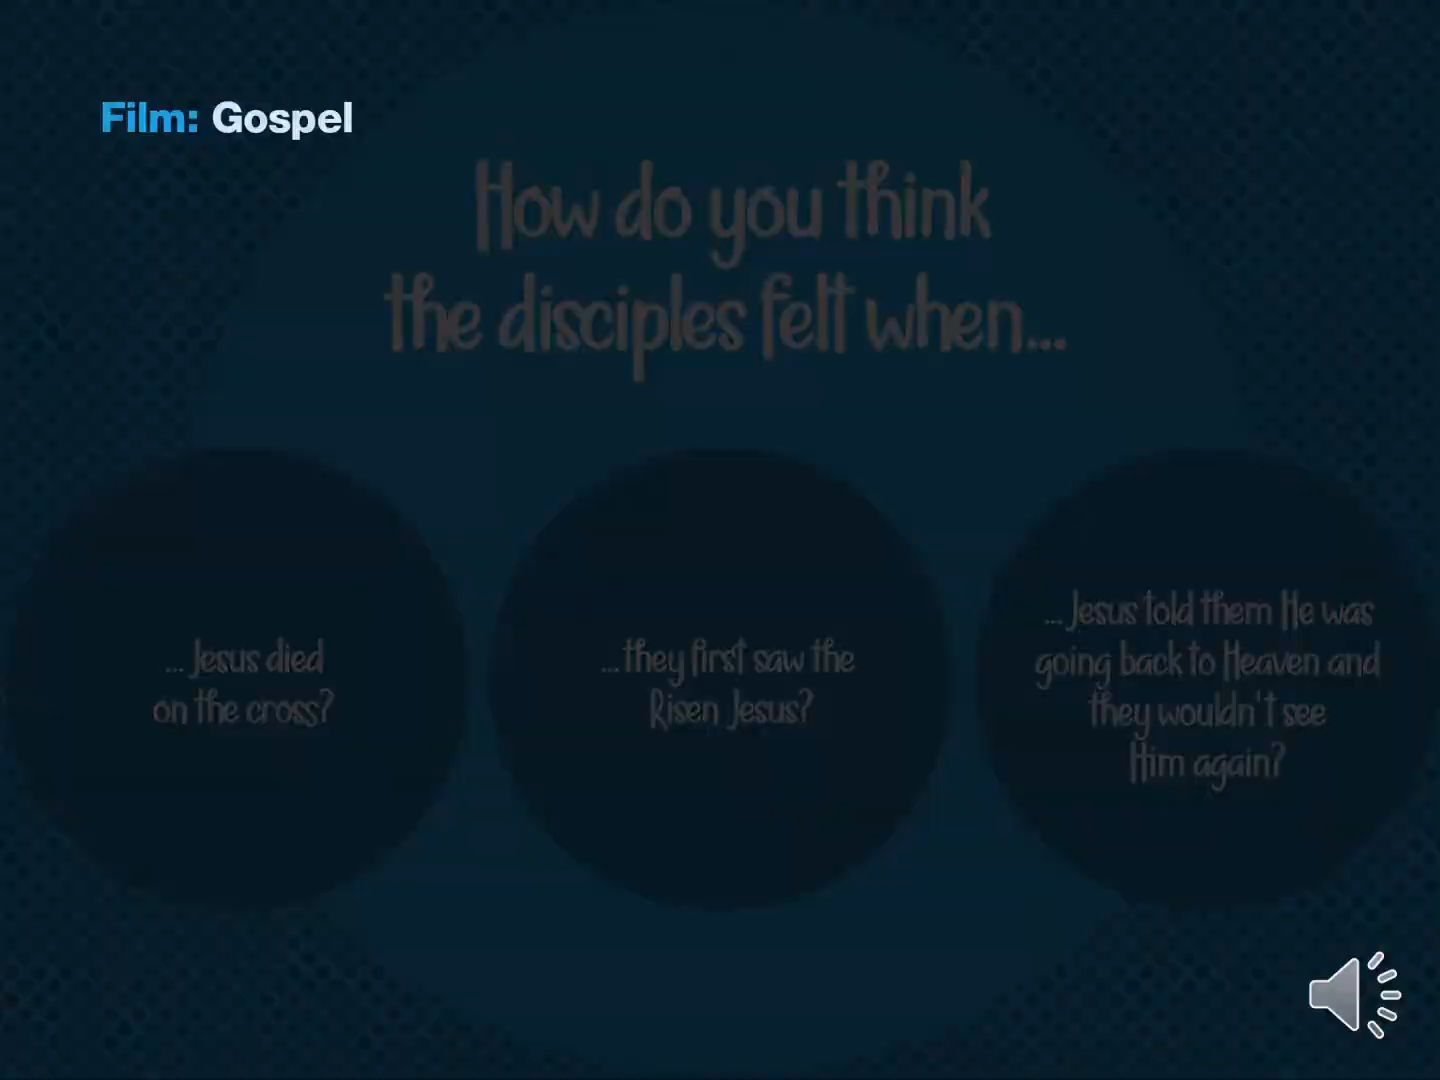 Film: Gospel
How do you think
the disciples felt when...
... Jesus died
on the cross?
...they first saw the
Risen Jesus?
... Jesus told them He was
going back to Heaven and
they wouldn't see
Him again?